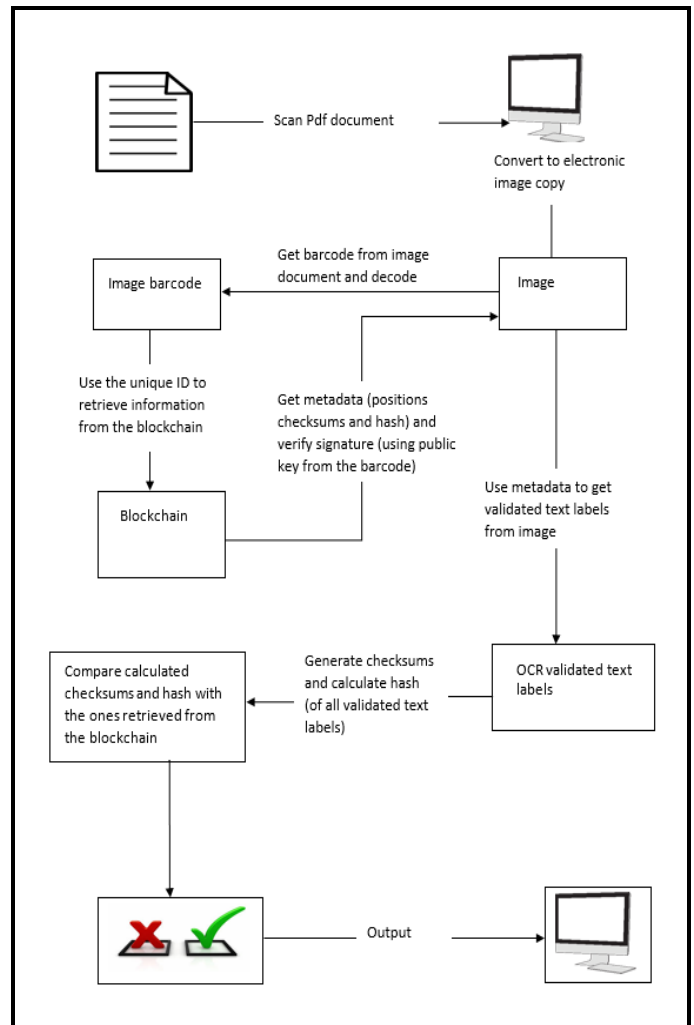 Scan Pdf document
Convert to electronic
image copy
Get barcode from image
document and decode
Image barcode
Image
Use the unique ID to
retrieve information
from the blockchain
Get metadata (positions
checksums and hash) and
verify signature (using public
key from the barcode)
Blockchain
Use metadata to get
validated text labels
from image
Compare calculated
checksums and hash with
the ones retrieved from
the blockchain
Generate checksums
and calculate hash
(of all validated text
labels)
OCR validated text
labels
Output